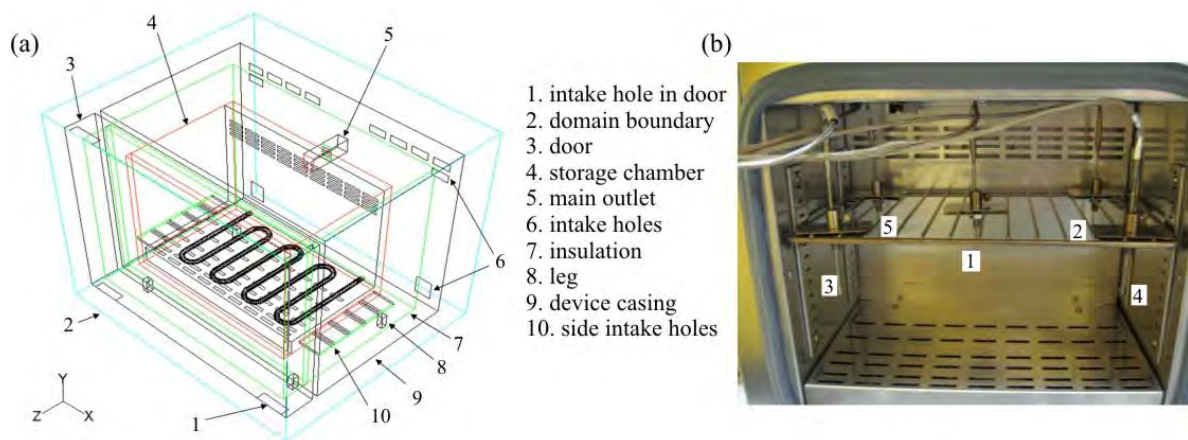 (a)
4
5
3
6
2
7
8
9
10
1
Y
Z
X
1. intake hole in door
2. domain boundary
3. door
4. storage chamber
5. main outlet
6. intake holes
7. insulation
8. leg
9. device casing
10. side intake holes
(b)
5
2
1
3
4